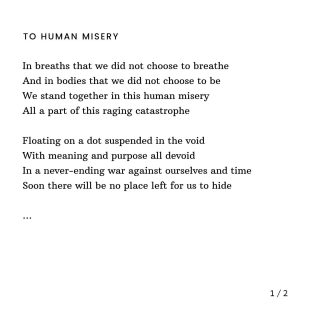 TO HUMAN MISERY
In breaths that we did not choose to breathe
And in bodies that we did not choose to be
We stand together in this human misery
All a part of this raging catastrophe
Floating on a dot suspended in the void
With meaning and purpose all devoid
In a never-ending war against ourselves and time
Soon there will be no place left for us to hide
...
1 / 2